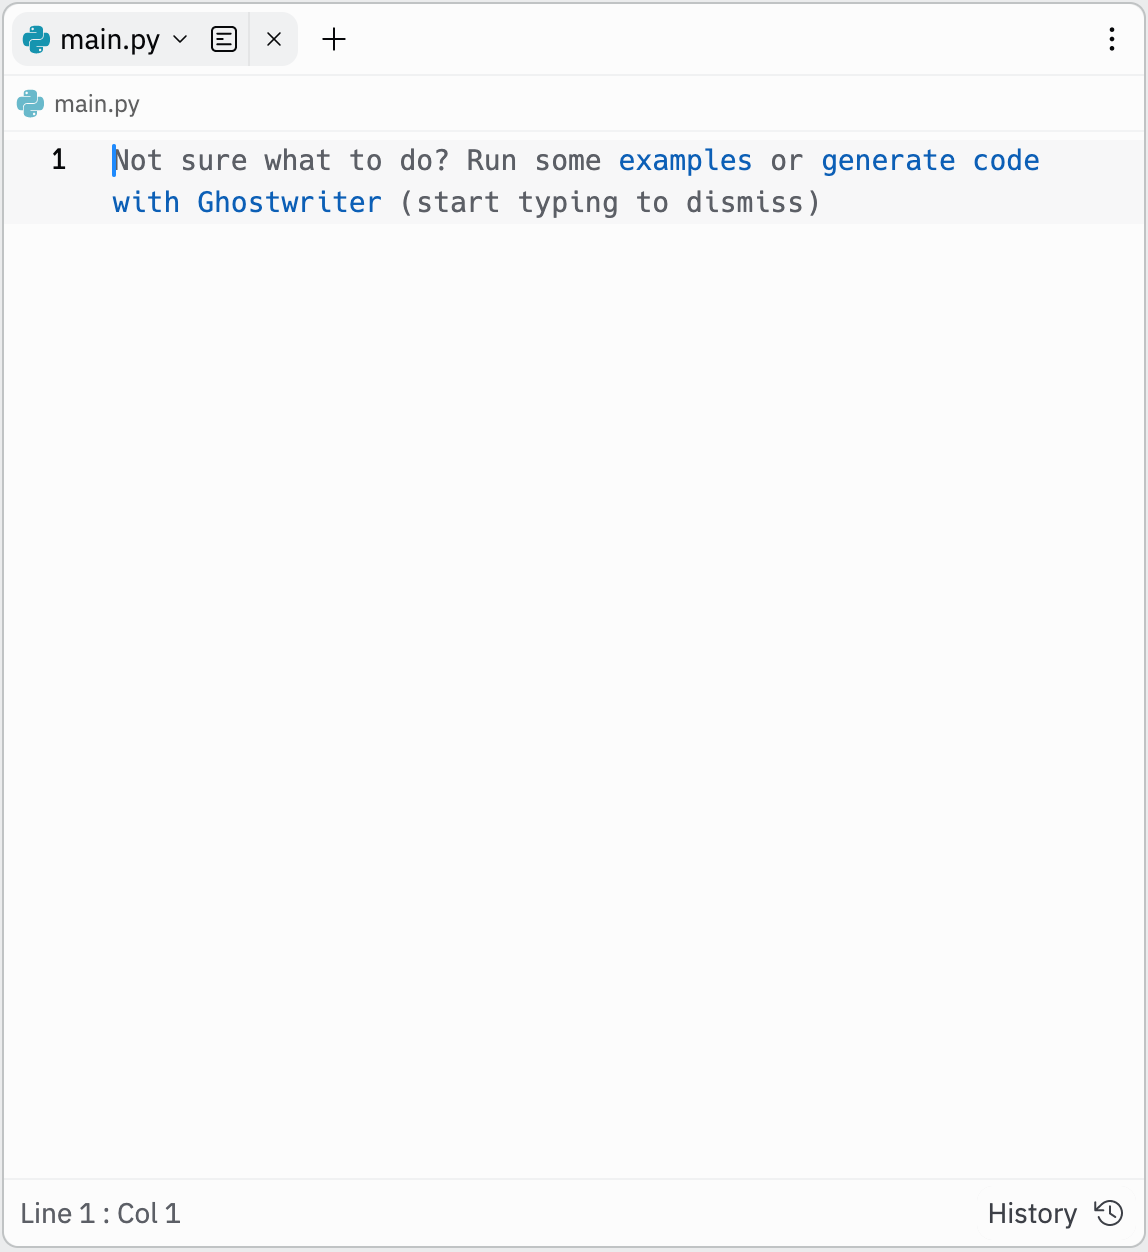 main.py
main.py
1
Not sure what to do? Run some examples or generate code
with Ghostwriter (start typing to dismiss)
Line 1 : Col 1
History